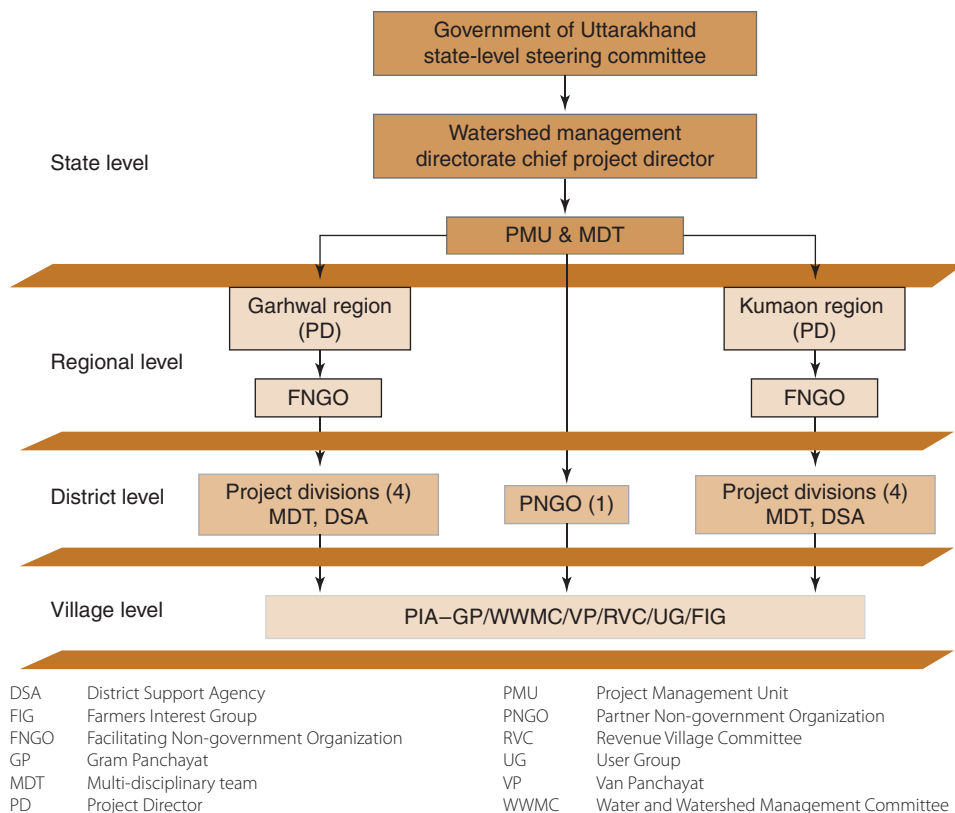 Government of Uttarakhand
state-level steering committee
Watershed management
directorate chief project director
State level
PMU & MDT
Garhwal region
(PD)
Kumaon region
(PD)
Regional level
FNGO
FNGO
District level
Project divisions (4)
MDT, DSA
PNGO (1)
Project divisions (4)
MDT, DSA
Village level
PIA–GP/WWMC/VP/RVC/UG/FIG
DSA District Support Agency
FIG Farmers Interest Group
FNGO Facilitating Non-government Organization
GP Gram Panchayat
MDT Multi-disciplinary team
PD Project Director
PMU Project Management Unit
PNGO Partner Non-government Organization
RVC Revenue Village Committee
UG User Group
VP Van Panchayat
WWMC Water and Watershed Management Committee